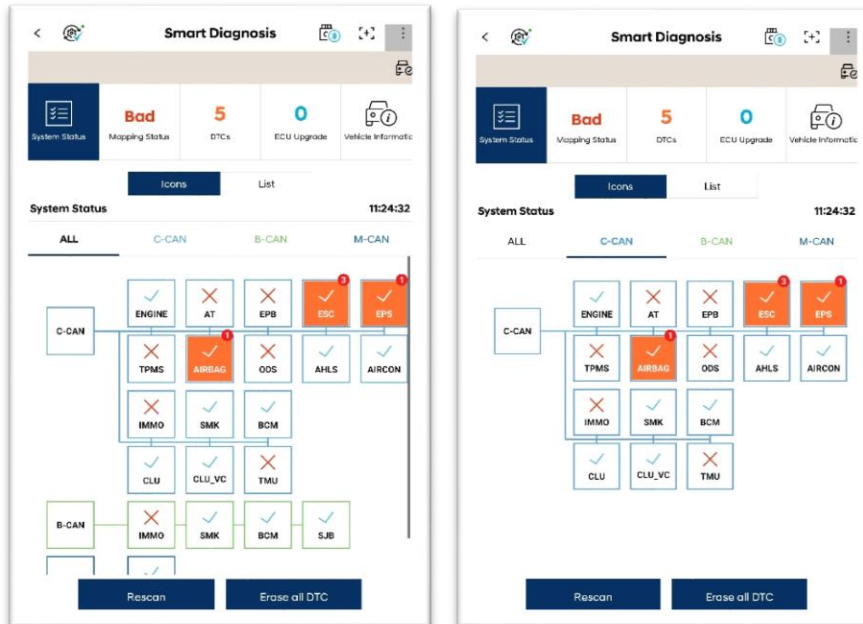 Smart Diagnosis
System Status
Bad
Mapping Status
5
DTCs
0
ECU Upgrade
Vehicle Informatic
Icons List
System Status 11:24:32
ALL C-CAN B-CAN M-CAN
C-CAN
ENGINE AT EPB ESC 3 EPS 1
TPMS AIRBAG 1 ODS AHLS AIRCON
IMMO SMK BCM
CLU CLU_VC TMU
B-CAN IMMO SMK BCM SJB
Rescan Erase all DTC
Smart Diagnosis
System Status
Bad
Mapping Status
5
DTCs
0
ECU Upgrade
Vehicle Informatic
Icons List
System Status 11:24:32
ALL C-CAN B-CAN M-CAN
C-CAN
ENGINE AT EPB ESC 3 EPS 1
TPMS AIRBAG 1 ODS AHLS AIRCON
IMMO SMK BCM
CLU CLU_VC TMU
Rescan Erase all DTC